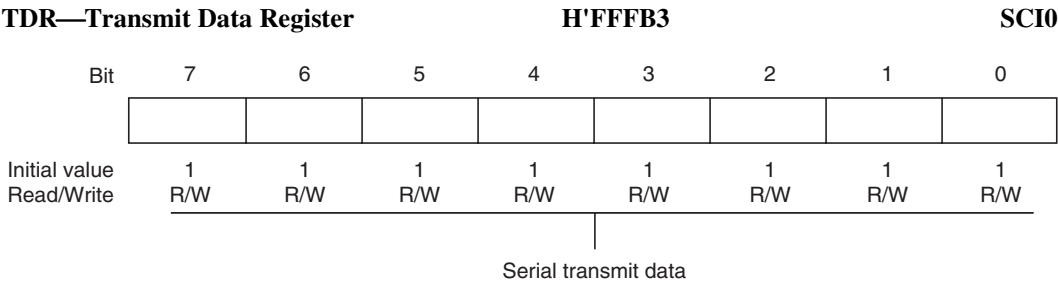 TDR—Transmit Data Register H'FFFB3 SCI0
Bit 7 6 5 4 3 2 1 0
Initial value 1 1 1 1 1 1 1 1
Read/Write R/W R/W R/W R/W R/W R/W R/W R/W
Serial transmit data